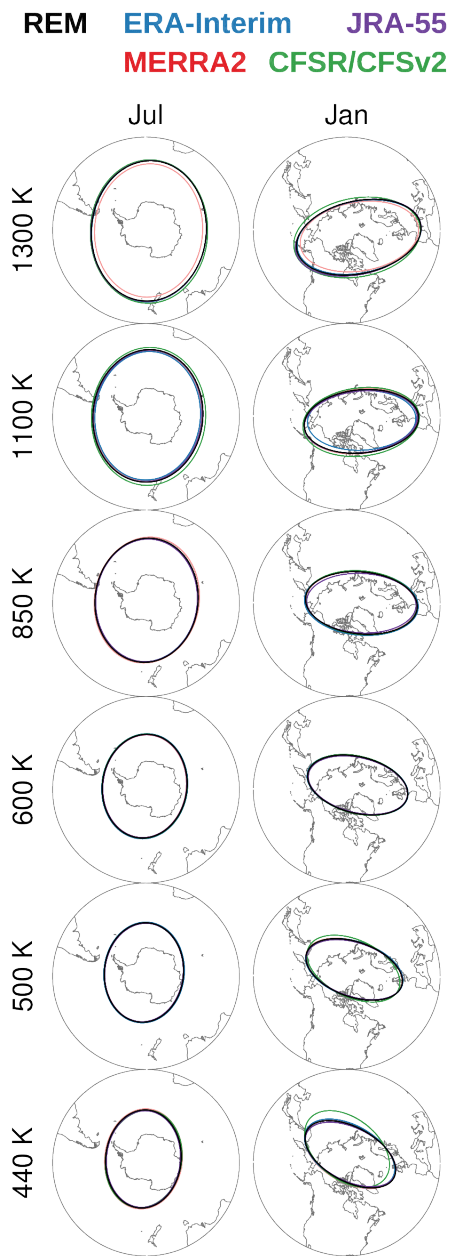 REM ERA-Interim JRA-55
MERRA2 CFSR/CFSv2
Jul Jan
1300 K
1100 K
850 K
600 K
500 K
440 K